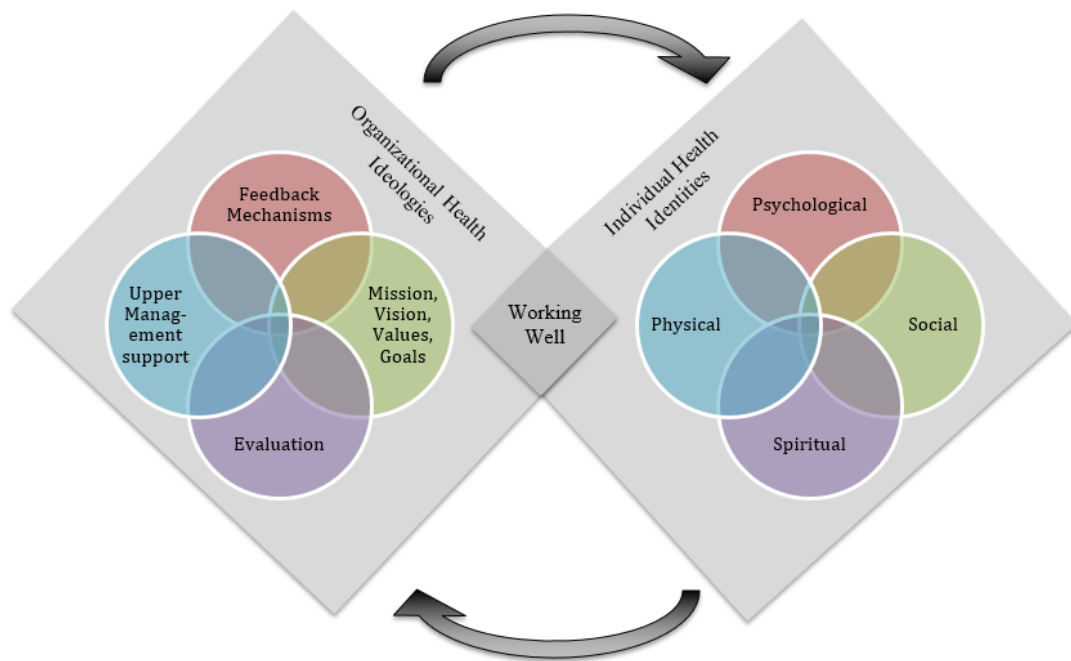 Organizational Health
Ideologies
Feedback
Mechanisms
Upper
Manag-
ement
support
Mission,
Vision,
Values,
Goals
Evaluation
Working
Well
Individual Health
Identities
Psychological
Physical
Social
Spiritual